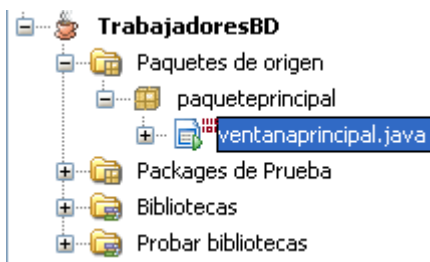 TrabajadoresBD
Paquetes de origen
paqueteprincipal
ventanaprincipal.java
Packages de Prueba
Bibliotecas
Probar bibliotecas